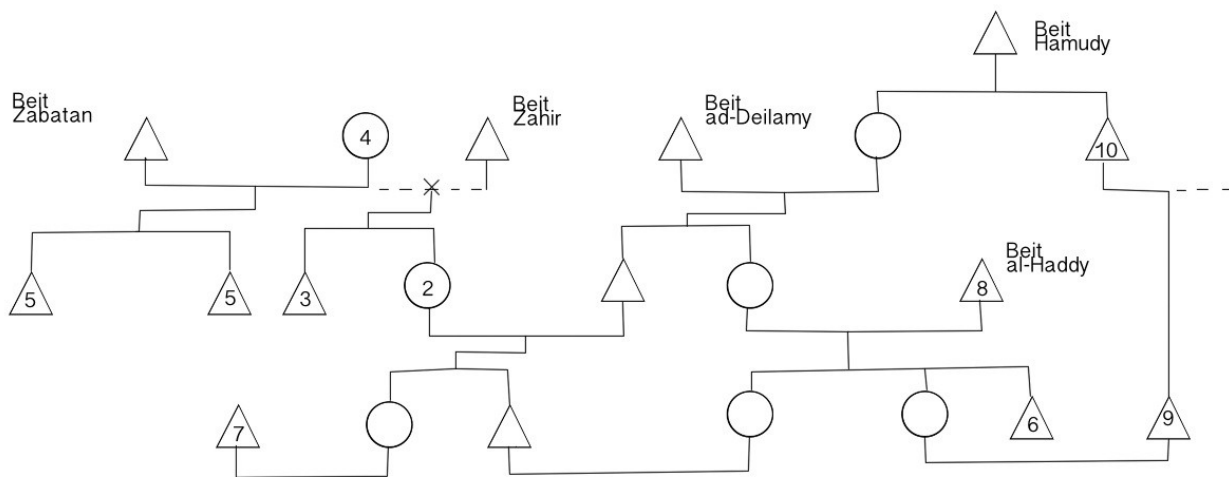 Beit
Hamudy
Beit
Zabatan
Beit
Zahir
Beit
ad-Deilamy
4
10
Beit
al-Haddy
5
5
3
2
8
7
6
9